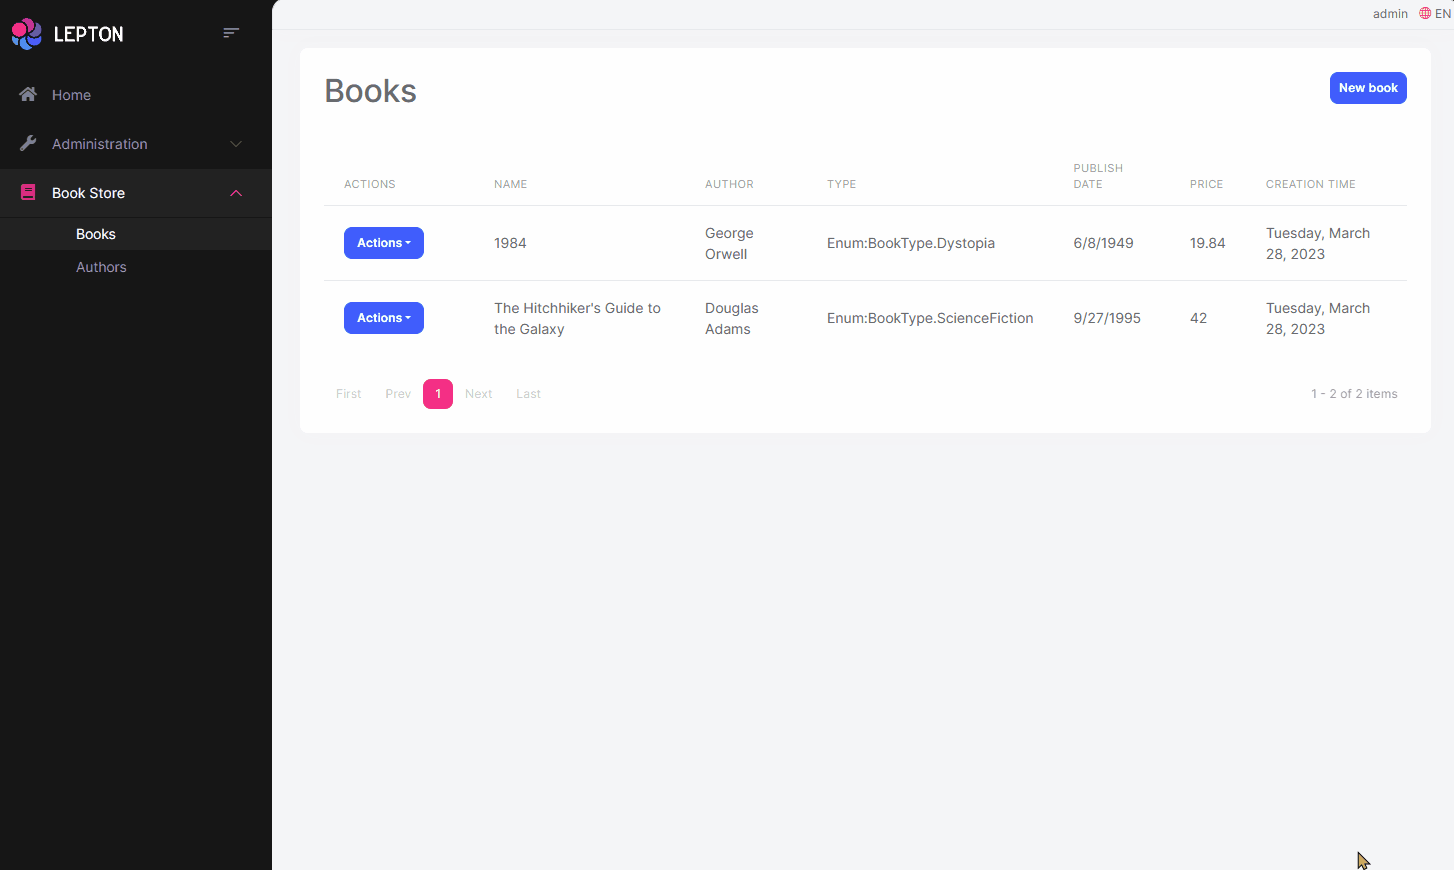 LEPTON
admin EN
Home
Administration
Book Store
Books
Authors
Books
New book
ACTIONS NAME AUTHOR TYPE PUBLISH DATE PRICE CREATION TIME
Actions 1984 George Orwell Enum:BookType.Dystopia 6/8/1949 19.84 Tuesday, March 28, 2023
Actions The Hitchhiker's Guide to the Galaxy Douglas Adams Enum:BookType.ScienceFiction 9/27/1995 42 Tuesday, March 28, 2023
First Prev 1 Next Last 1 - 2 of 2 items